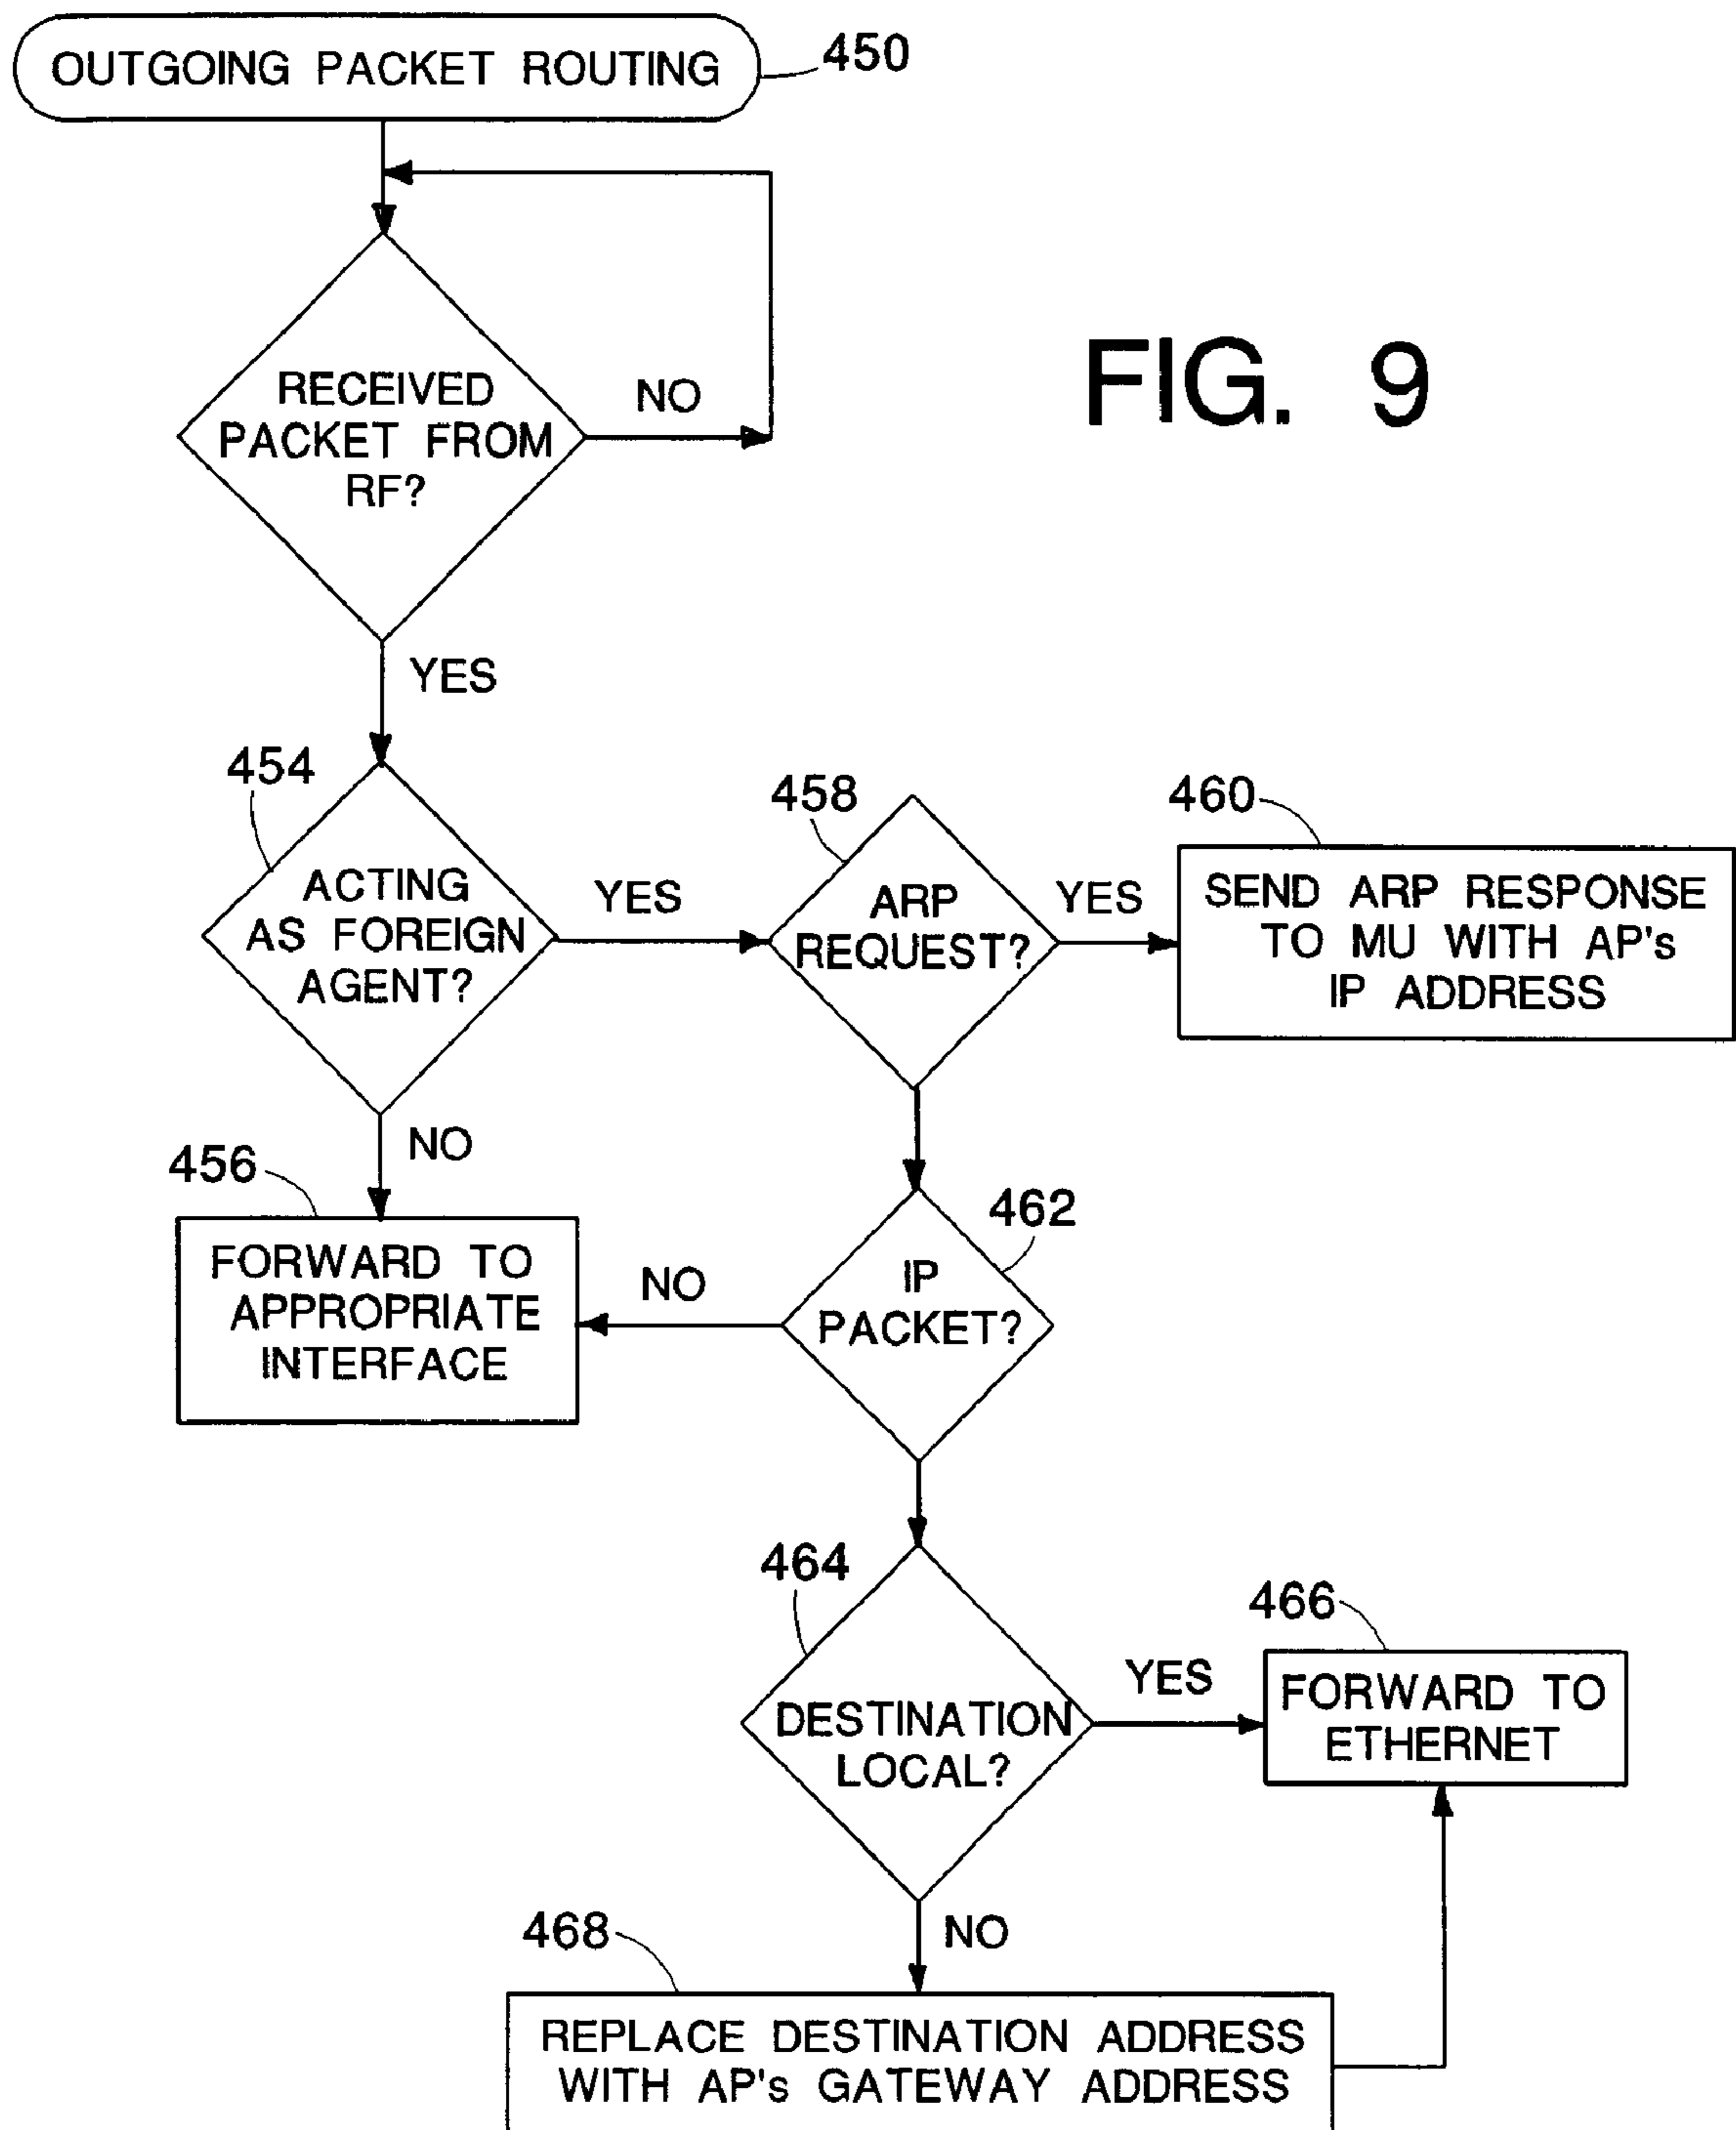 OUTGOING PACKET ROUTING
450
FIG. 9
RECEIVED
PACKET FROM
RF?
NO
YES
454
ACTING
AS FOREIGN
AGENT?
YES
458
ARP
REQUEST?
YES
460
SEND ARP RESPONSE
TO MU WITH AP's
IP ADDRESS
NO
456
FORWARD TO
APPROPRIATE
INTERFACE
NO
462
IP
PACKET?
464
DESTINATION
LOCAL?
YES
466
FORWARD TO
ETHERNET
NO
468
REPLACE DESTINATION ADDRESS
WITH AP's GATEWAY ADDRESS